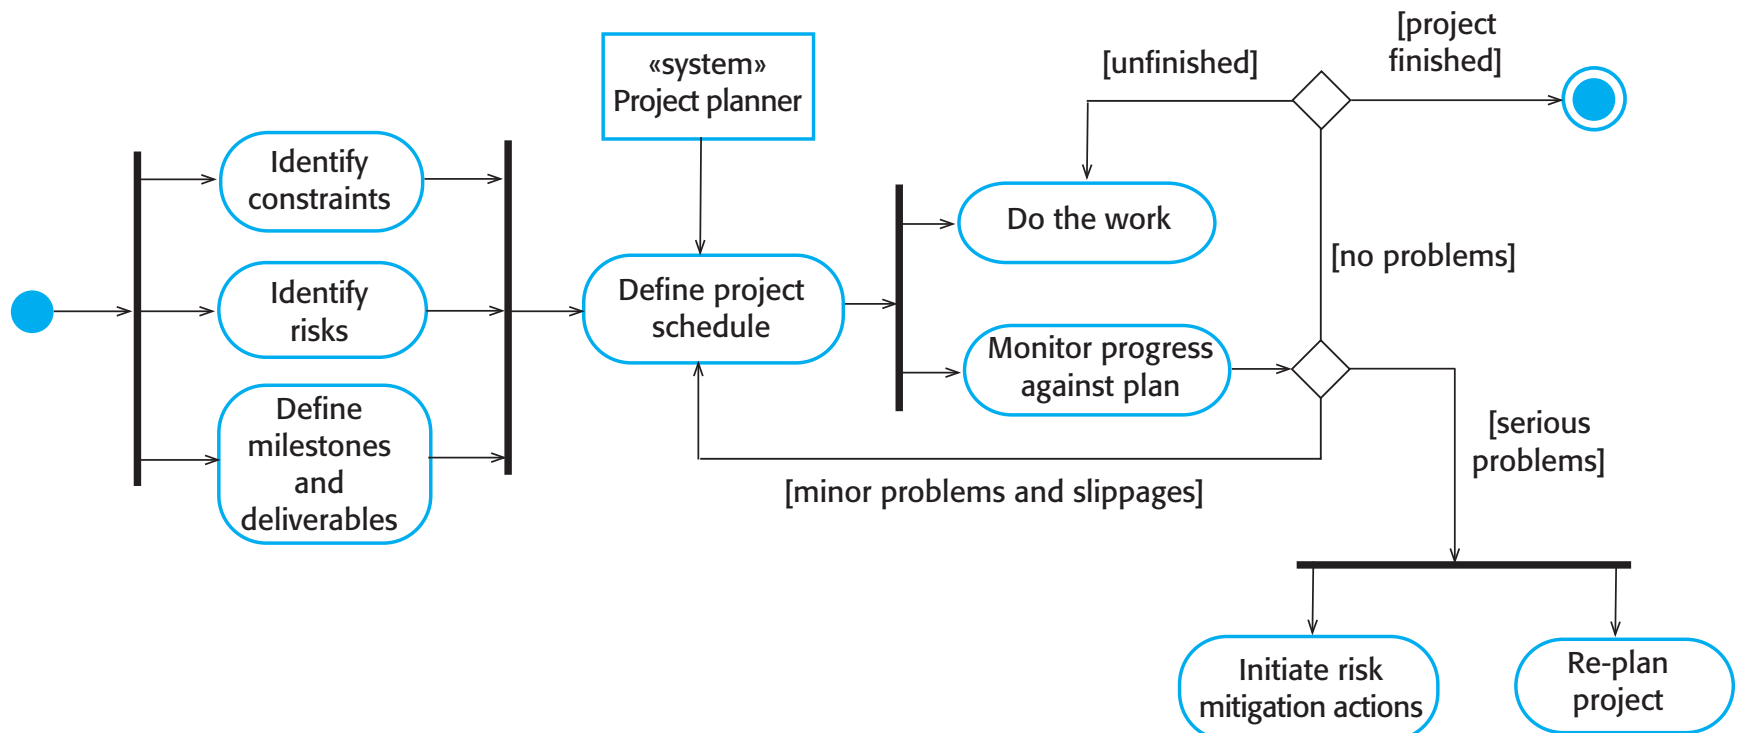 [project
finished]
[unfinished]
«system»
Project planner
Identify
constraints
Do the work
[no problems]
Identify
risks
Define project
schedule
Monitor progress
against plan
Define
milestones
and
deliverables
[serious
problems]
[minor problems and slippages]
Initiate risk
mitigation actions
Re-plan
project